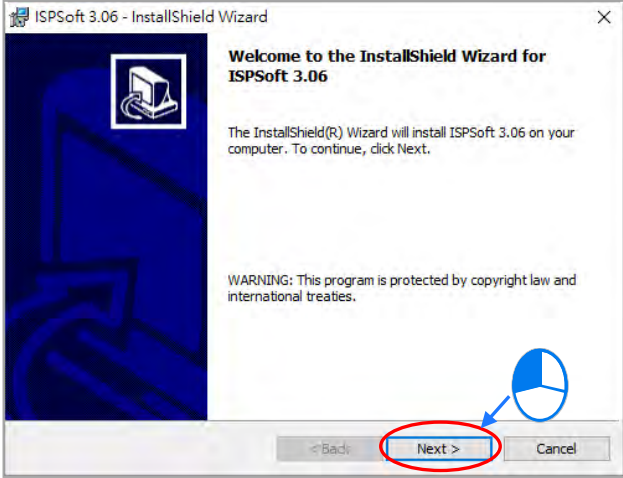 ISPSoft 3.06 - InstallShield Wizard
Welcome to the InstallShield Wizard for
ISPSoft 3.06
The InstallShield(R) Wizard will install ISPSoft 3.06 on your
computer. To continue, click Next.
WARNING: This program is protected by copyright law and
international treaties.
< Back Next > Cancel